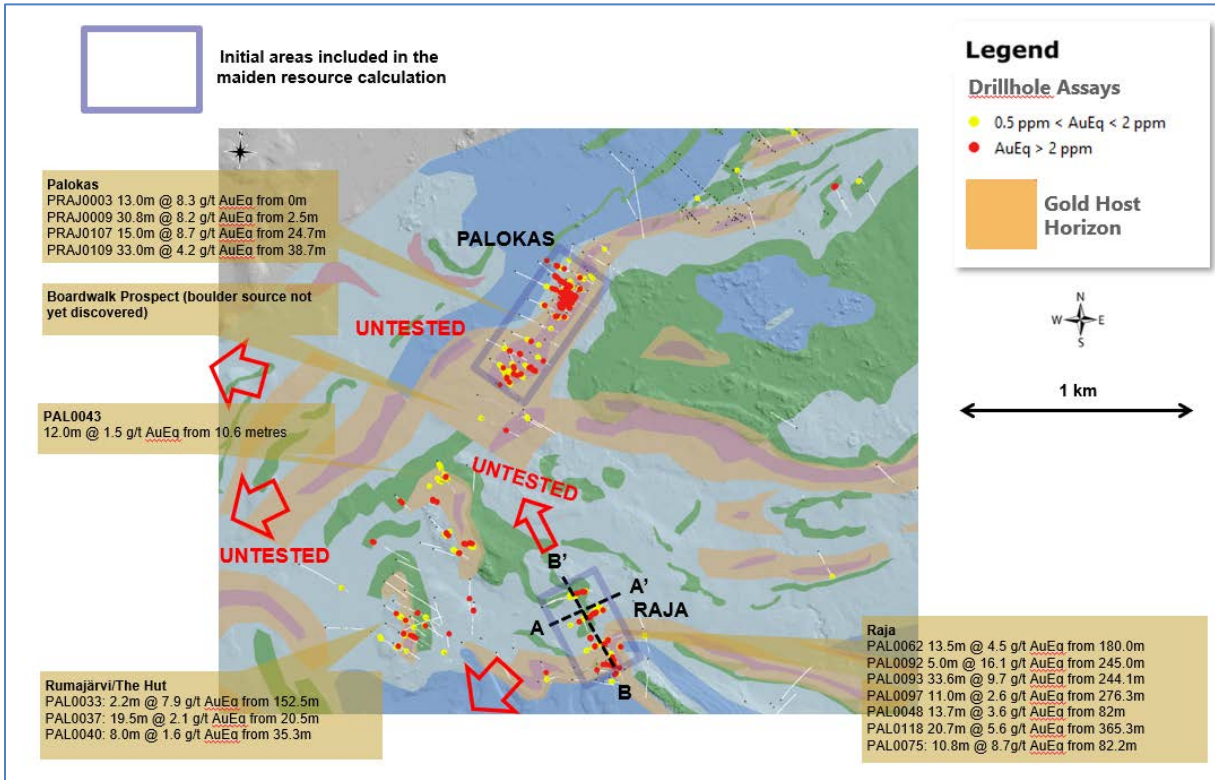 Initial areas included in the
maiden resource calculation
Legend
Drillhole Assays
0.5 ppm < AuEq < 2 ppm
AuEq > 2 ppm
Gold Host
Horizon
N
W E
S
1 km
Palokas
PRAJ0003 13.0m @ 8.3 g/t AuEq from 0m
PRAJ0009 30.8m @ 8.2 g/t AuEq from 2.5m
PRAJ0107 15.0m @ 8.7 g/t AuEq from 24.7m
PRAJ0109 33.0m @ 4.2 g/t AuEq from 38.7m
PALOKAS
Boardwalk Prospect (boulder source not
yet discovered)
UNTESTED
PAL0043
12.0m @ 1.5 g/t AuEq from 10.6 metres
UNTESTED
UNTESTED
B'
A'
RAJA
A
B
Rumajärvi/The Hut
PAL0033: 2.2m @ 7.9 g/t AuEq from 152.5m
PAL0037: 19.5m @ 2.1 g/t AuEq from 20.5m
PAL0040: 8.0m @ 1.6 g/t AuEq from 35.3m
Raja
PAL0062 13.5m @ 4.5 g/t AuEq from 180.0m
PAL0092 5.0m @ 16.1 g/t AuEq from 245.0m
PAL0093 33.6m @ 9.7 g/t AuEq from 244.1m
PAL0097 11.0m @ 2.6 g/t AuEq from 276.3m
PAL0048 13.7m @ 3.6 g/t AuEq from 82m
PAL0118 20.7m @ 5.6 g/t AuEq from 365.3m
PAL0075: 10.8m @ 8.7g/t AuEq from 82.2m